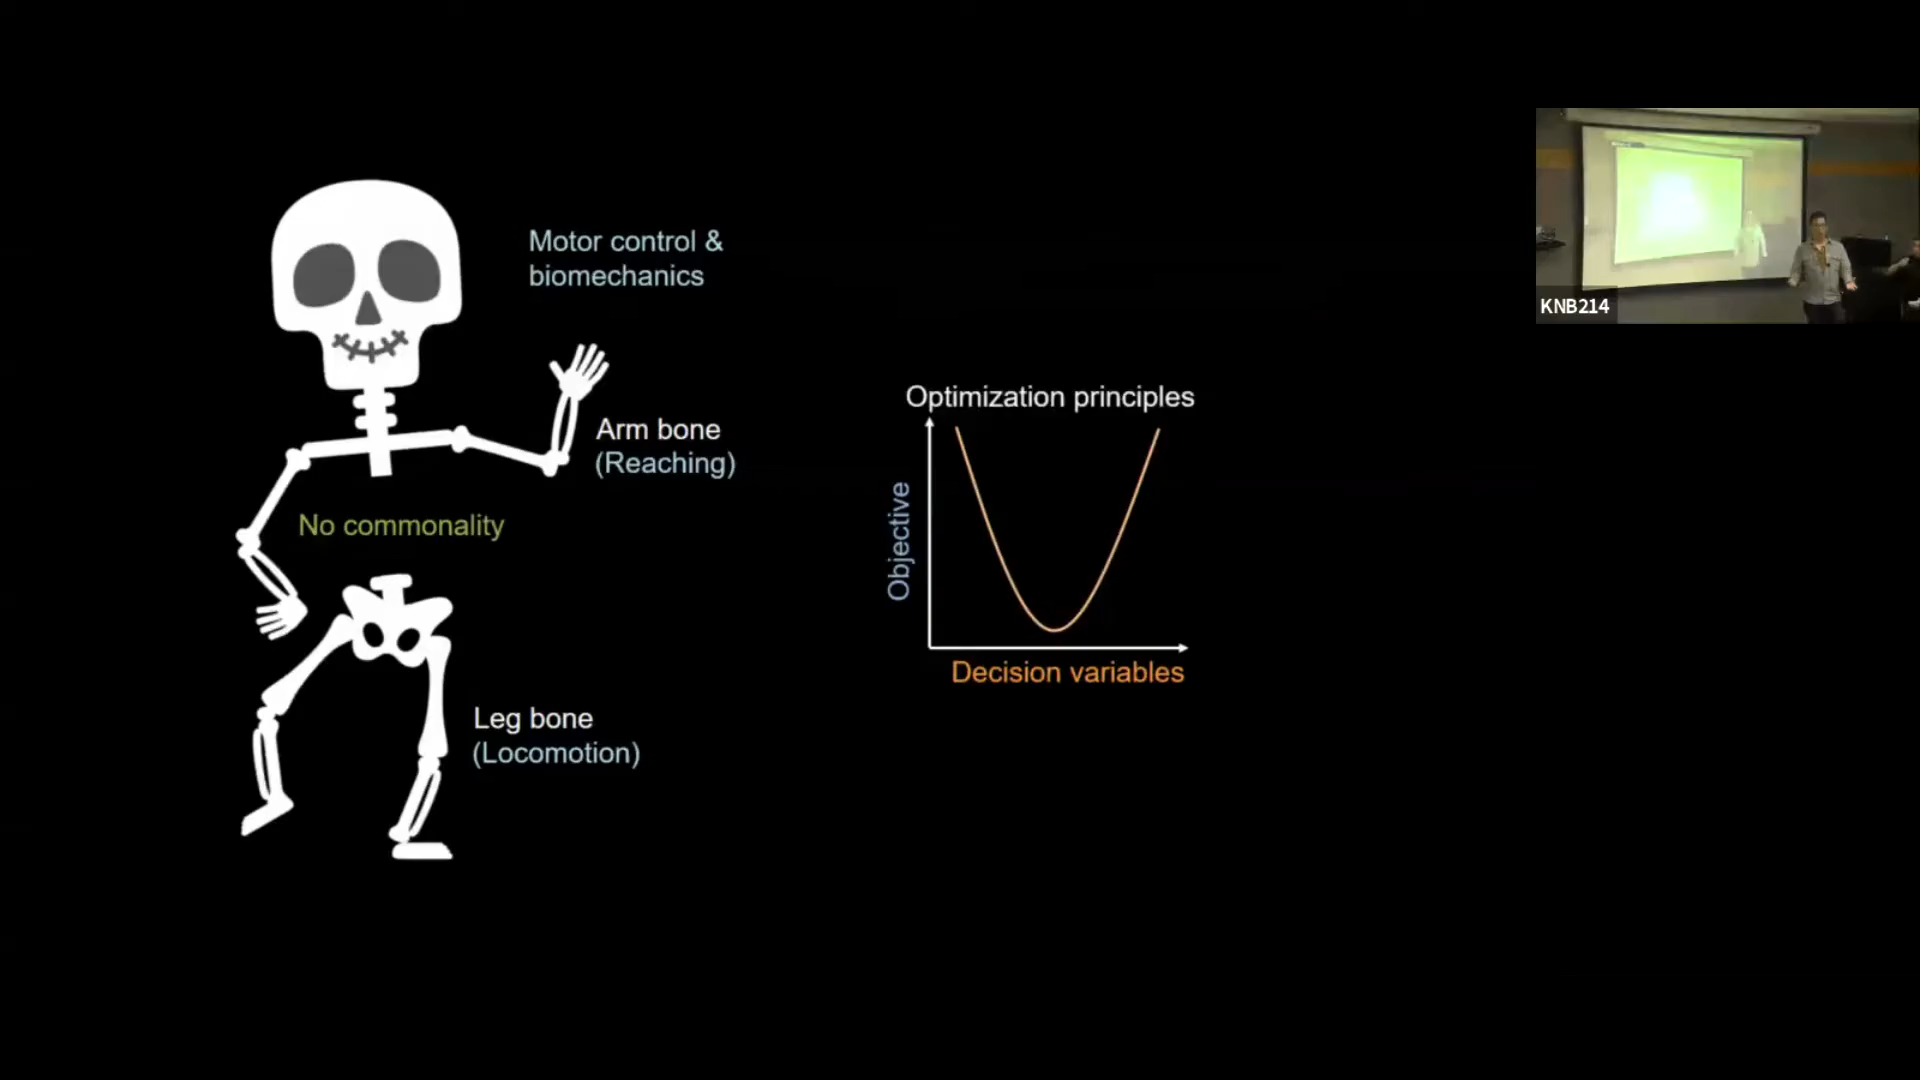 Motor control &
biomechanics
Arm bone
(Reaching)
No commonality
Leg bone
(Locomotion)
Optimization principles
Objective
Decision variables
KNB214